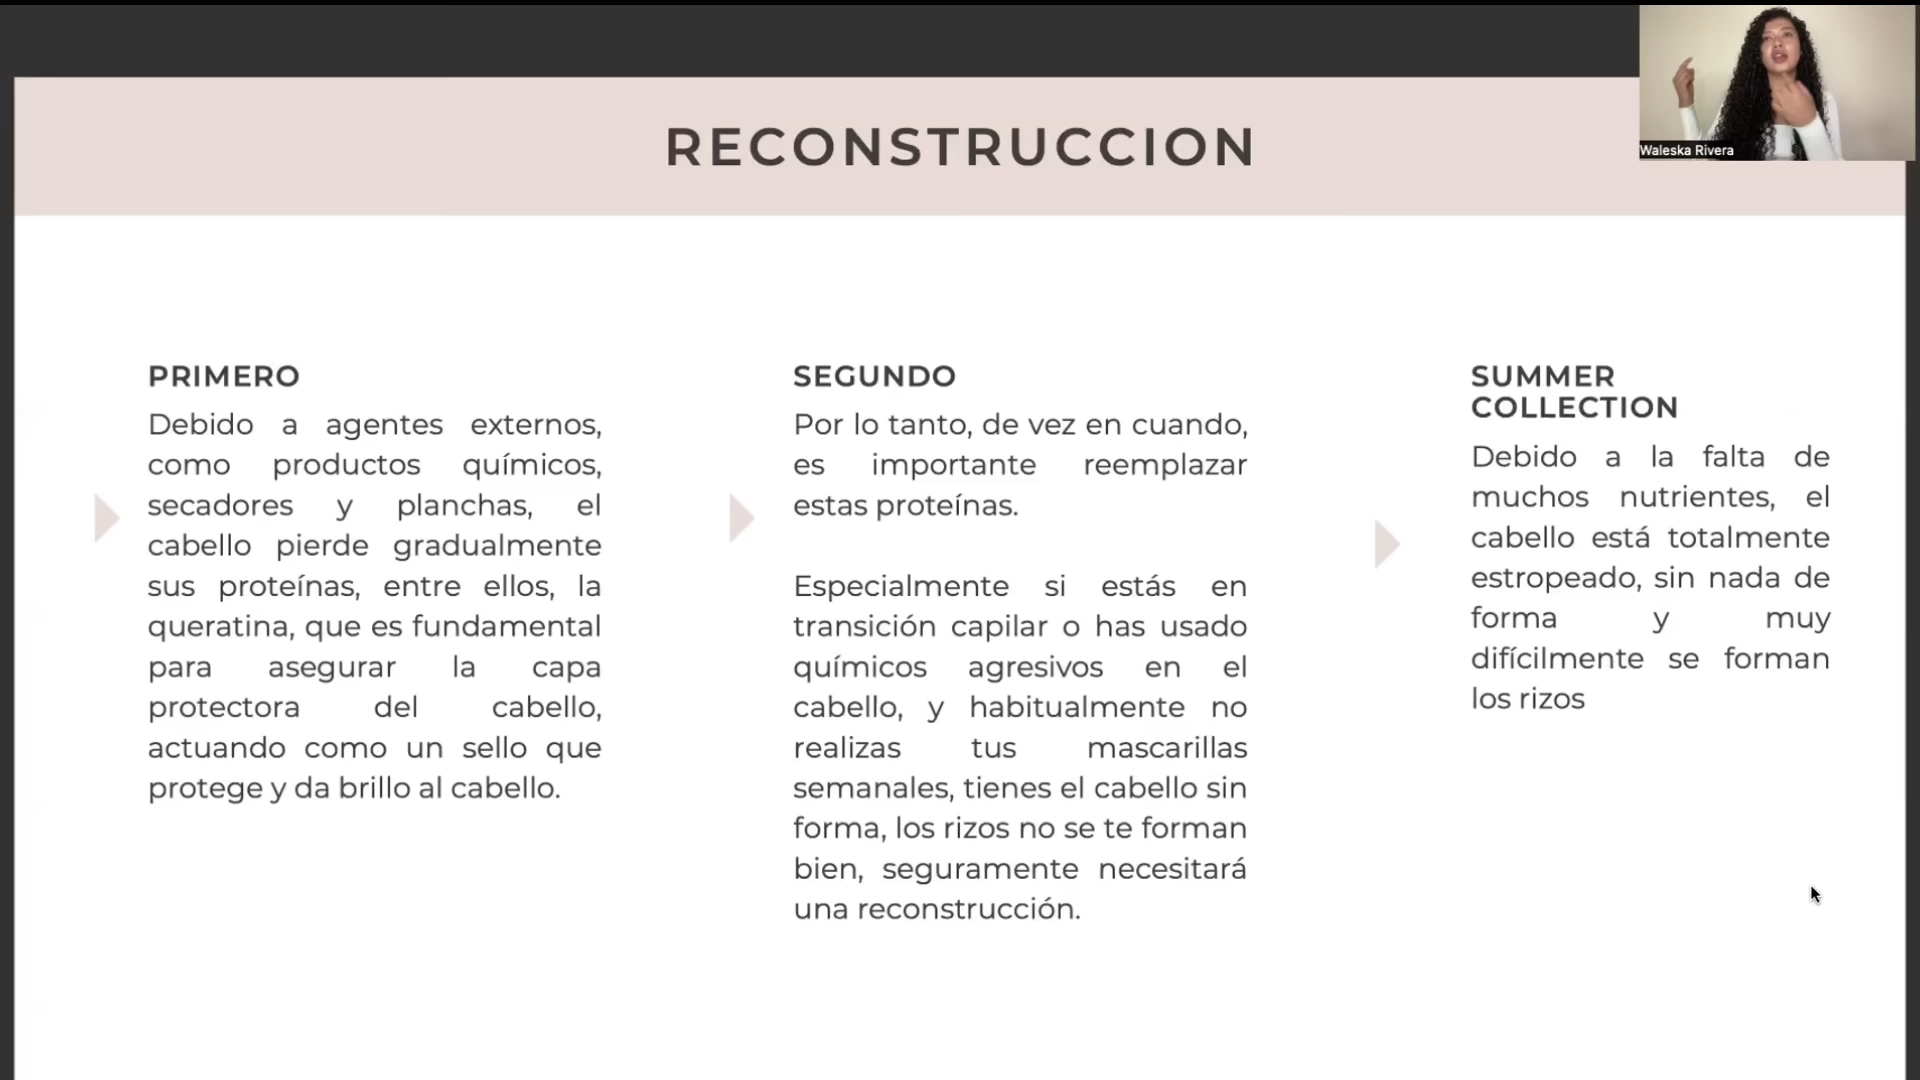 Waleska Rivera
RECONSTRUCCION
PRIMERO
Debido a agentes externos,
como productos químicos,
secadores y planchas, el
cabello pierde gradualmente
sus proteínas, entre ellos, la
queratina, que es fundamental
para asegurar la capa
protectora del cabello,
actuando como un sello que
protege y da brillo al cabello.
SEGUNDO
Por lo tanto, de vez en cuando,
es importante reemplazar
estas proteínas.
Especialmente si estás en
transición capilar o has usado
químicos agresivos en el
cabello, y habitualmente no
realizas tus mascarillas
semanales, tienes el cabello sin
forma, los rizos no se te forman
bien, seguramente necesitará
una reconstrucción.
SUMMER
COLLECTION
Debido a la falta de
muchos nutrientes, el
cabello está totalmente
estropeado, sin nada de
forma y muy
difícilmente se forman
los rizos